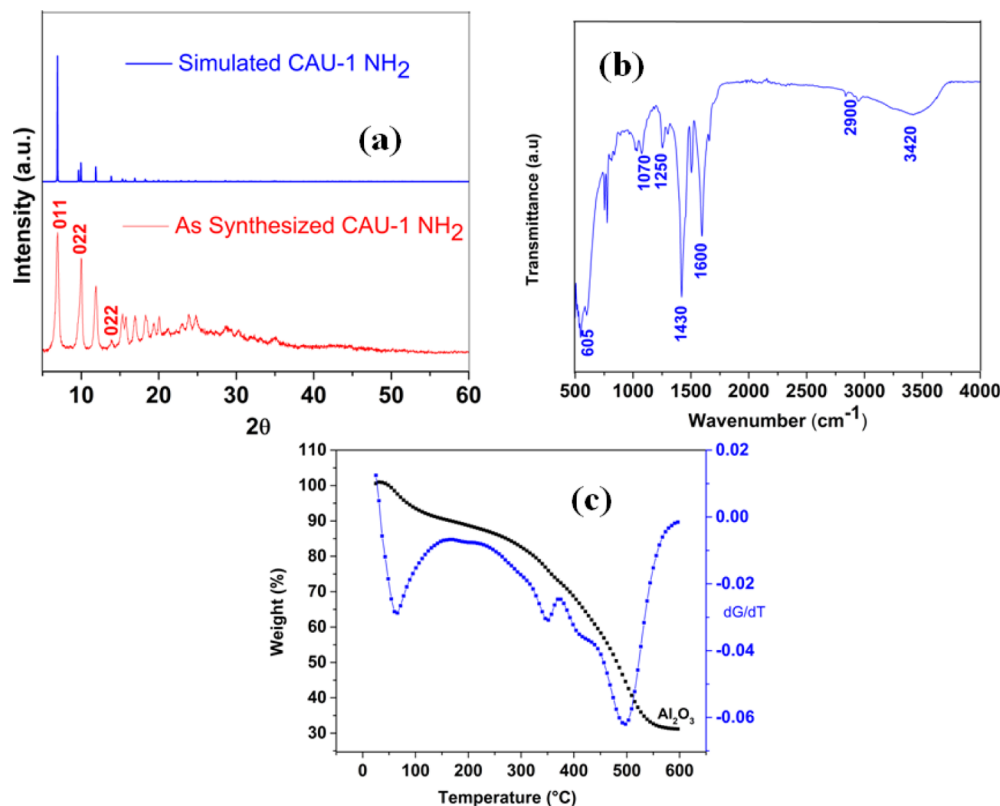 (a)
Simulated CAU-1 NH2
As Synthesized CAU-1 NH2
011
022
022
Intensity (a.u.)
10 20 30 40 50 60
2θ
(b)
Transmittance (a.u)
605
1070
1250
1430
1600
2900
3420
500 1000 1500 2000 2500 3000 3500 4000
Wavenumber (cm-1)
(c)
Weight (%)
110
100
90
80
70
60
50
40
30
0.02
0.00
-0.02
-0.04
-0.06
dG/dT
Al2O3
0 100 200 300 400 500 600
Temperature (°C)